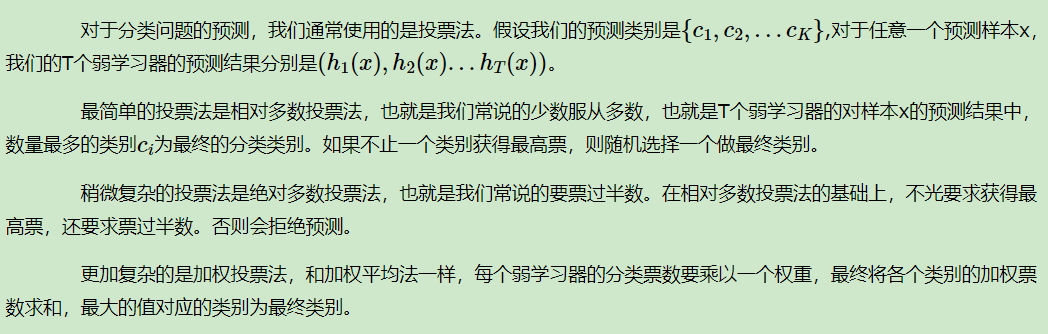 对于分类问题的预测，我们通常使用的是投票法。假设我们的预测类别是{c₁, c₂, . . . c_K},对于任意一个预测样本x，
我们的T个弱学习器的预测结果分别是(h₁(x), h₂(x). . . h_T(x))。
最简单的投票法是相对多数投票法，也就是我们常说的少数服从多数，也就是T个弱学习器的对样本x的预测结果中，
数量最多的类别c_i为最终的分类类别。如果不止一个类别获得最高票，则随机选择一个做最终类别。
稍微复杂的投票法是绝对多数投票法，也就是我们常说的要票过半数。在相对多数投票法的基础上，不光要求获得最
高票，还要求票过半数。否则会拒绝预测。
更加复杂的是加权投票法，和加权平均法一样，每个弱学习器的分类票数要乘以一个权重，最终将各个类别的加权票
数求和，最大的值对应的类别为最终类别。